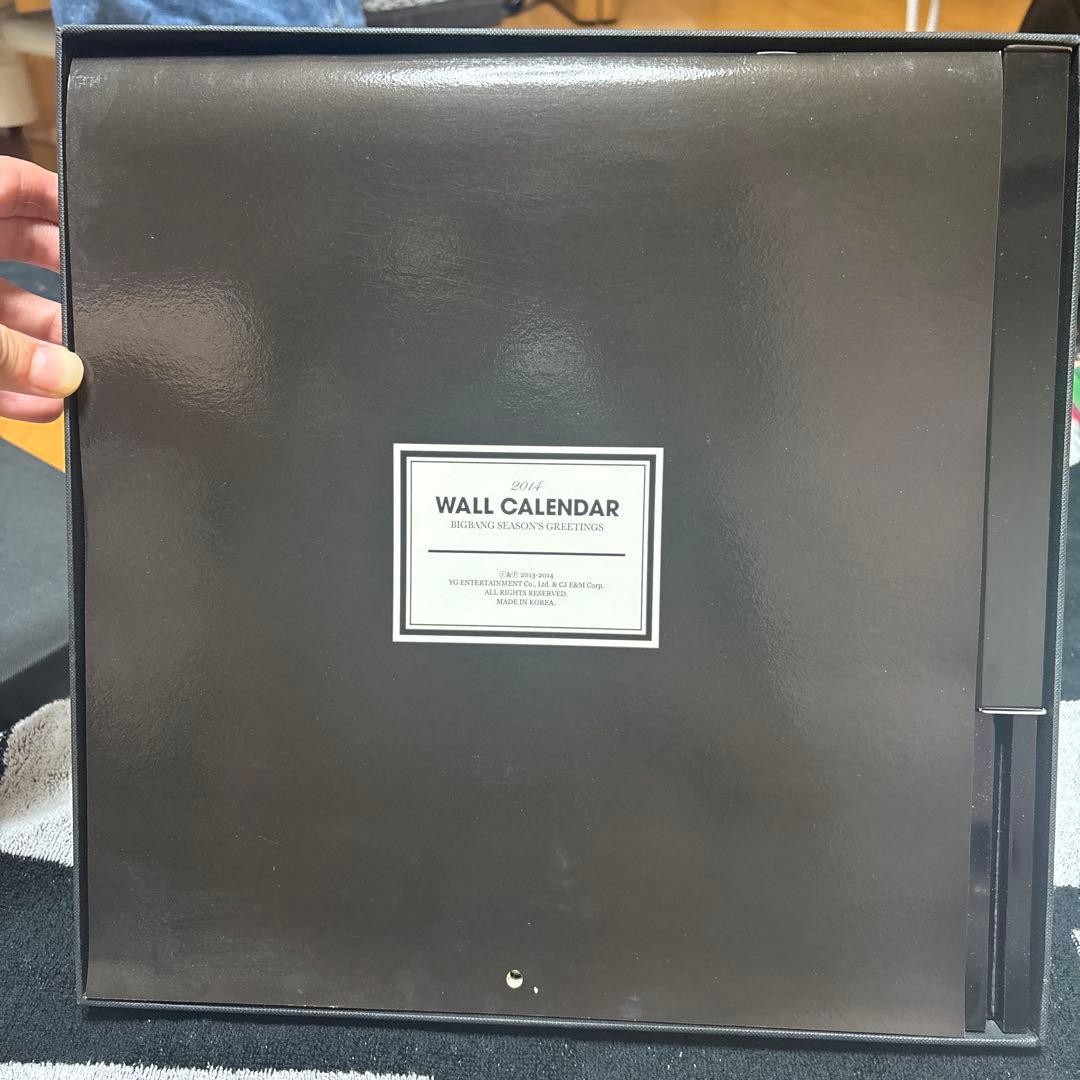 2014
WALL CALENDAR
BIGBANG SEASON'S GREETINGS
Ⓒ&Ⓟ 2013-2014
YG ENTERTAINMENT Co., Ltd. & CJ E&M Corp.
ALL RIGHTS RESERVED.
MADE IN KOREA.